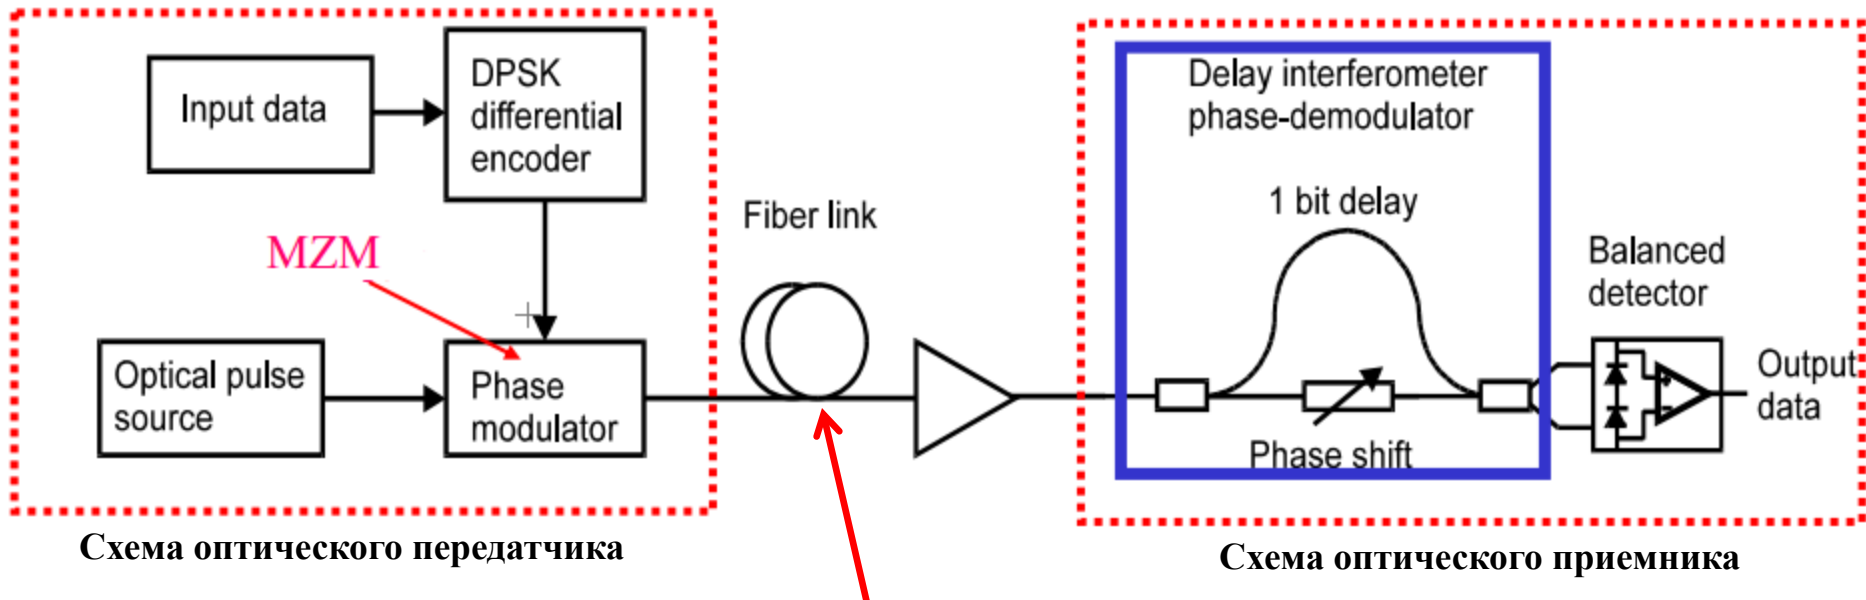 Input data
DPSK
differential
encoder
MZM
Optical pulse
source
Phase
modulator
Схема оптического передатчика
Fiber link
Delay interferometer
phase-demodulator
1 bit delay
Phase shift
Balanced
detector
Output
data
Схема оптического приемника